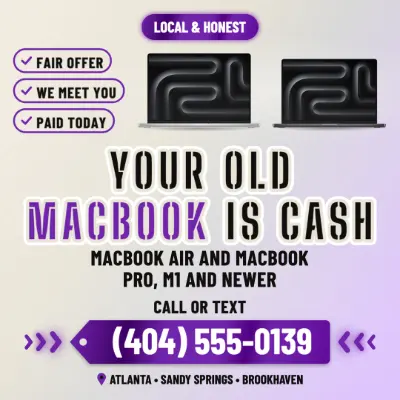 LOCAL & HONEST
FAIR OFFER
WE MEET YOU
PAID TODAY
YOUR OLD
MACBOOK IS CASH
MACBOOK AIR AND MACBOOK
PRO, M1 AND NEWER
CALL OR TEXT
(404) 555-0139
ATLANTA • SANDY SPRINGS • BROOKHAVEN